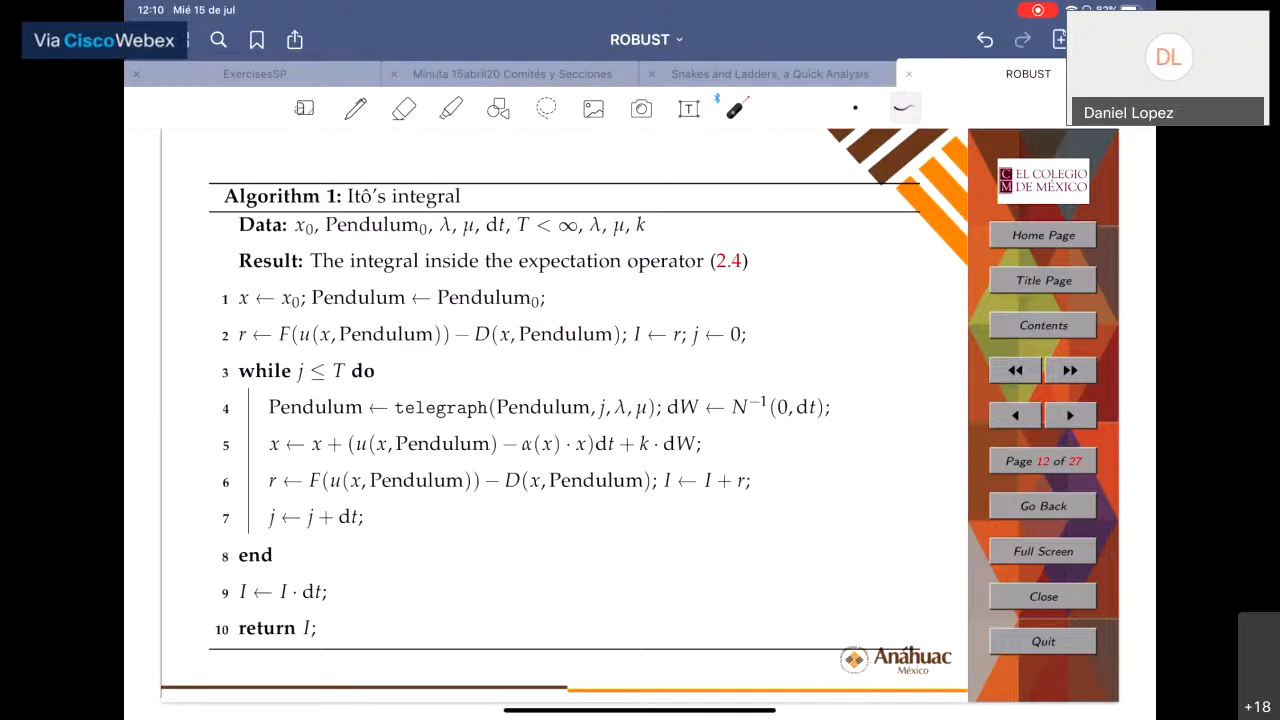 12:10 Mié 15 de jul
Via CiscoWebex
ROBUST
ExercisesSP
Minuta 15abril20 Comités y Secciones
Snakes and Ladders, a Quick Analysis
ROBUST
DL
Daniel Lopez
Algorithm 1: Itô's integral
Data: x₀, Pendulum₀, λ, μ, dt, T < ∞, λ, μ, k
Result: The integral inside the expectation operator (2.4)
1 x ← x₀; Pendulum ← Pendulum₀;
2 r ← F(u(x, Pendulum)) − D(x, Pendulum); I ← r; j ← 0;
3 while j ≤ T do
4 Pendulum ← telegraph(Pendulum, j, λ, μ); dW ← N⁻¹(0, dt);
5 x ← x + (u(x, Pendulum) − α(x) · x)dt + k · dW;
6 r ← F(u(x, Pendulum)) − D(x, Pendulum); I ← I + r;
7 j ← j + dt;
8 end
9 I ← I · dt;
10 return I;
Anáhuac
México
CM EL COLEGIO
DE MÉXICO
Home Page
Title Page
Contents
Page 12 of 27
Go Back
Full Screen
Close
Quit
+18